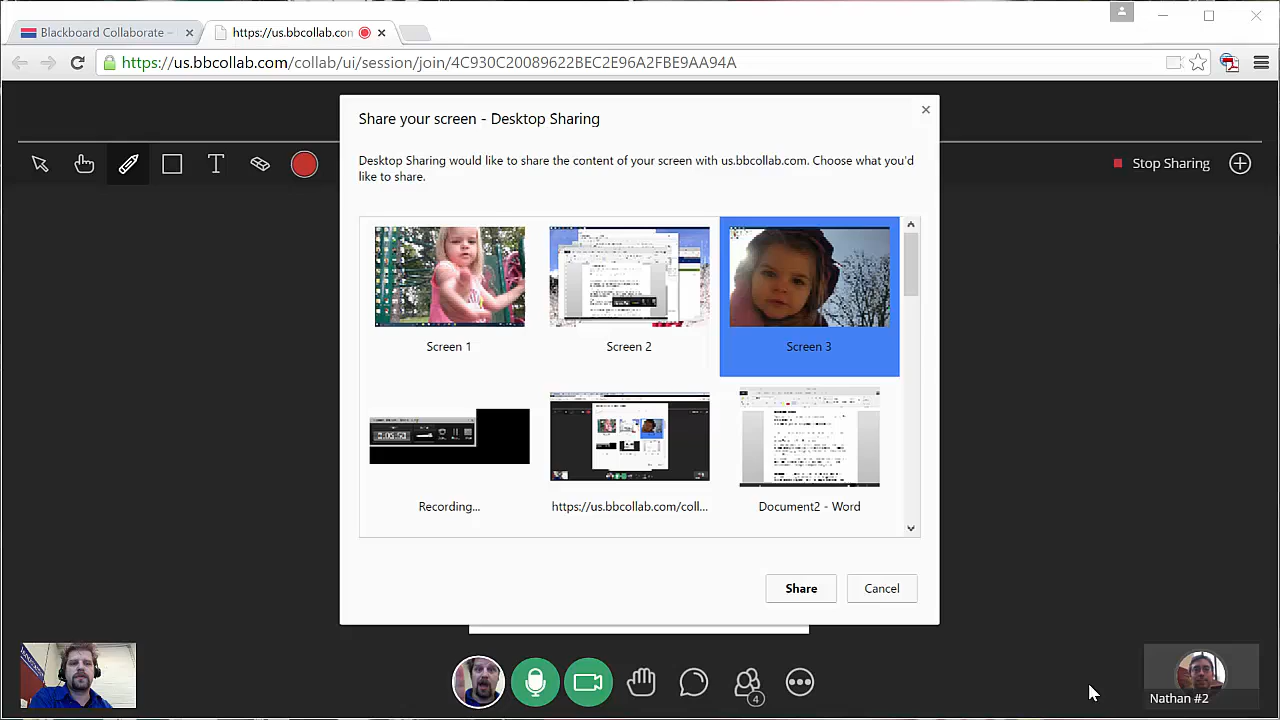 Blackboard Collaborate –
https://us.bbcollab.con
https://us.bbcollab.com/collab/ui/session/join/4C930C20089622BEC2E96A2FBE9AA94A
Share your screen - Desktop Sharing
Desktop Sharing would like to share the content of your screen with us.bbcollab.com. Choose what you'd
like to share.
T
Stop Sharing
Screen 1
Screen 2
Screen 3
Recording...
https://us.bbcollab.com/coll...
Document2 - Word
Share
Cancel
4
Nathan #2